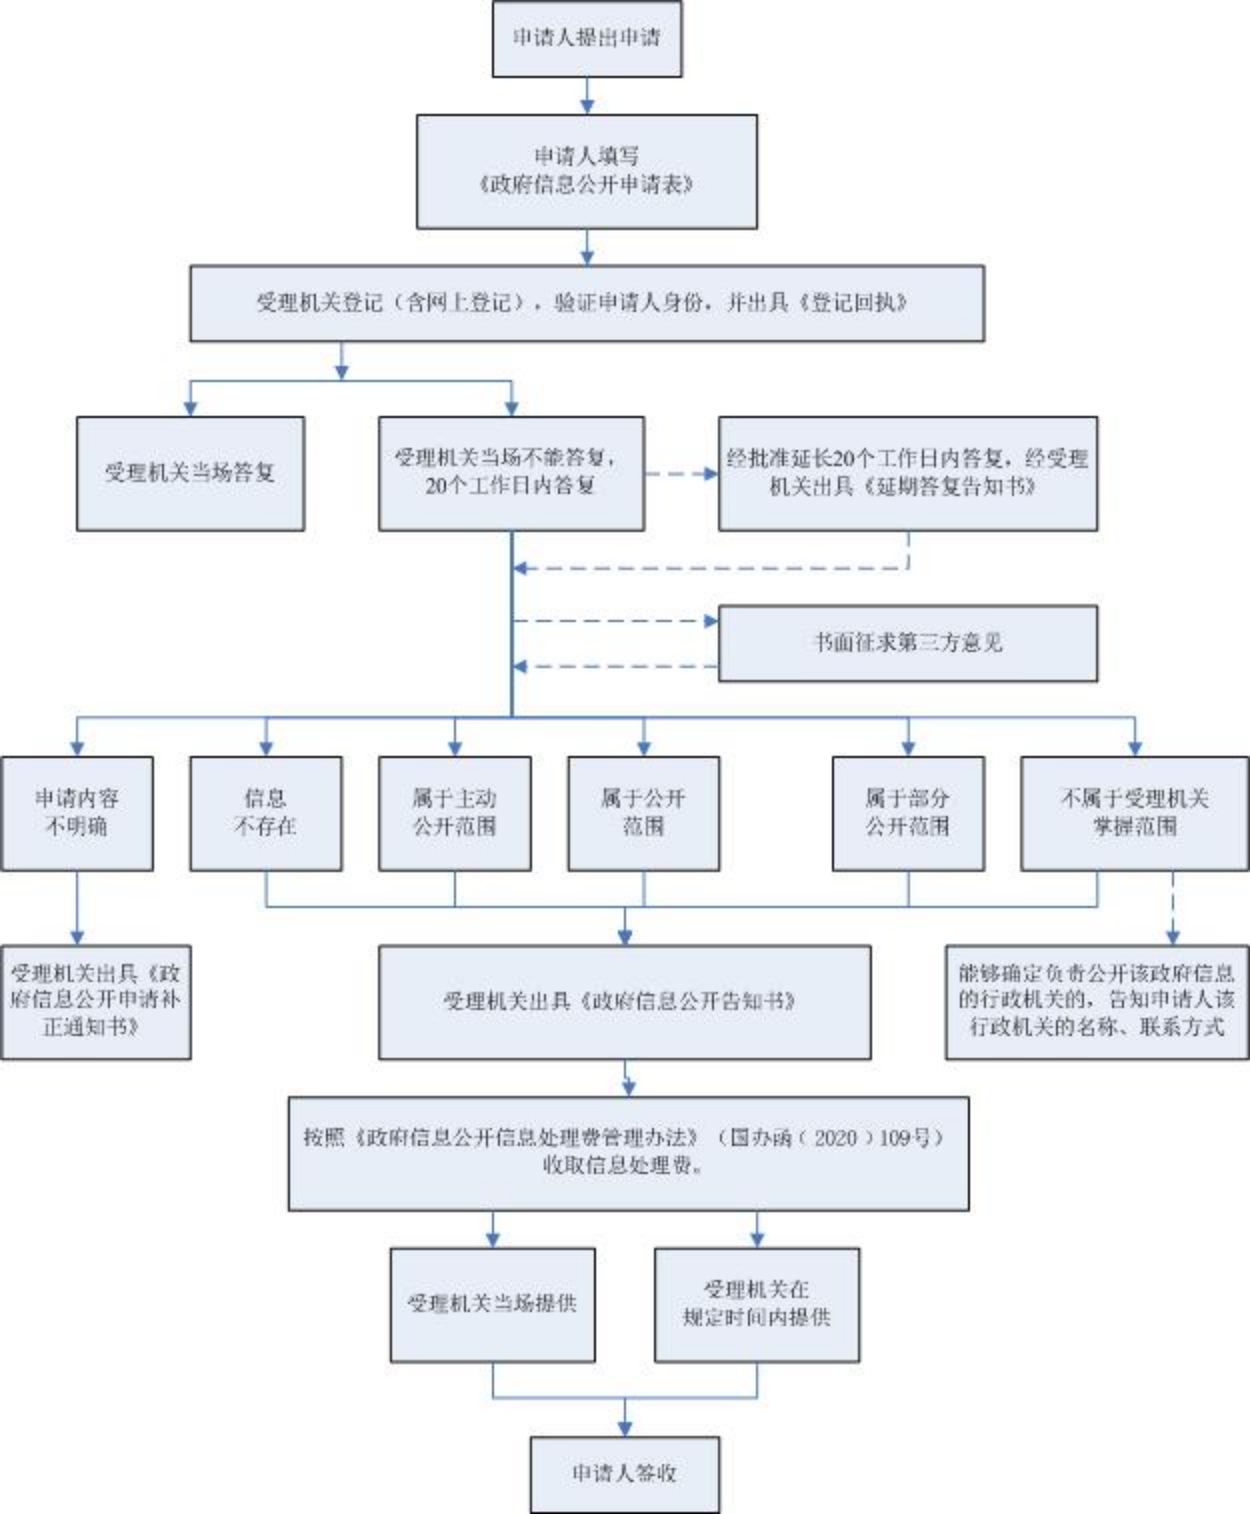 申请人提出申请
申请人填写
《政府信息公开申请表》
受理机关登记（含网上登记），验证申请人身份，并出具《登记回执》
受理机关当场答复
受理机关当场不能答复，
20个工作日内答复
经批准延长20个工作日内答复，经受理
机关出具《延期答复告知书》
书面征求第三方意见
申请内容
不明确
信息
不存在
属于主动
公开范围
属于公开
范围
属于部分
公开范围
不属于受理机关
掌握范围
受理机关出具《政
府信息公开申请补
正通知书》
受理机关出具《政府信息公开告知书》
能够确定负责公开该政府信息
的行政机关的，告知申请人该
行政机关的名称、联系方式
按照《政府信息公开信息处理费管理办法》（国办函﹝2020﹞109号）
收取信息处理费。
受理机关当场提供
受理机关在
规定时间内提供
申请人签收